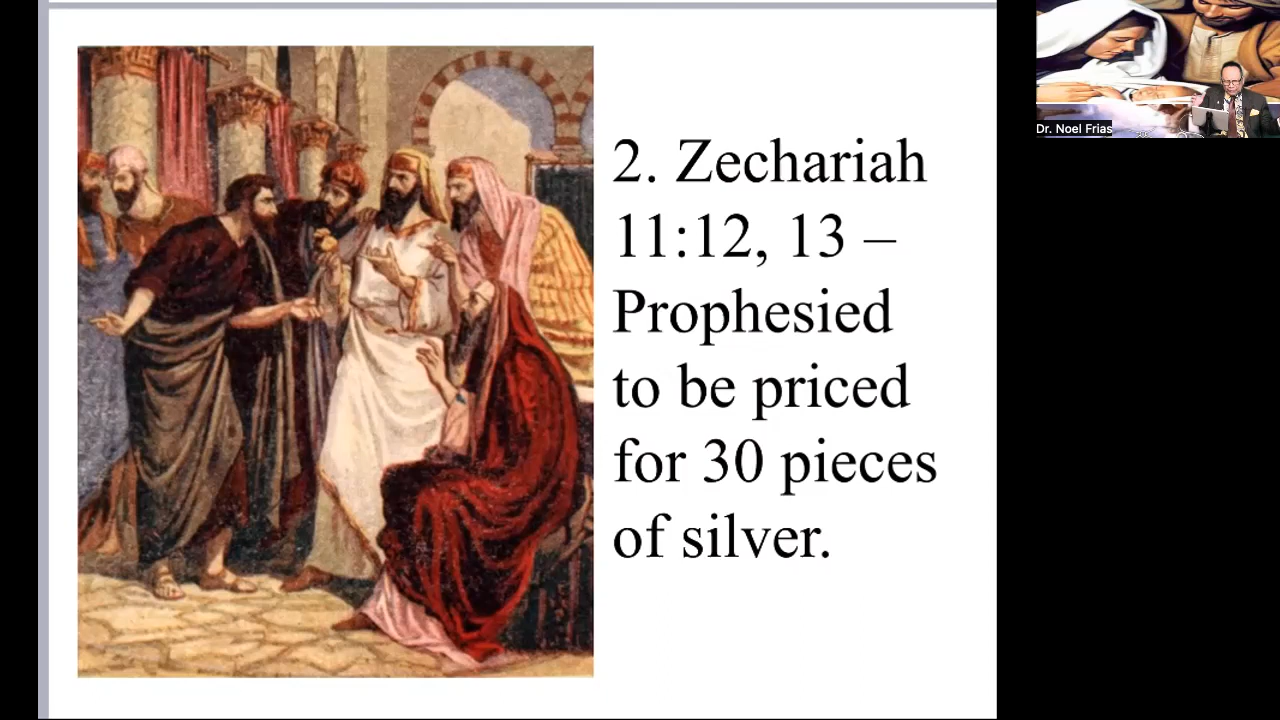 2. Zechariah
11:12, 13 –
Prophesied
to be priced
for 30 pieces
of silver.
Dr. Noel Frias